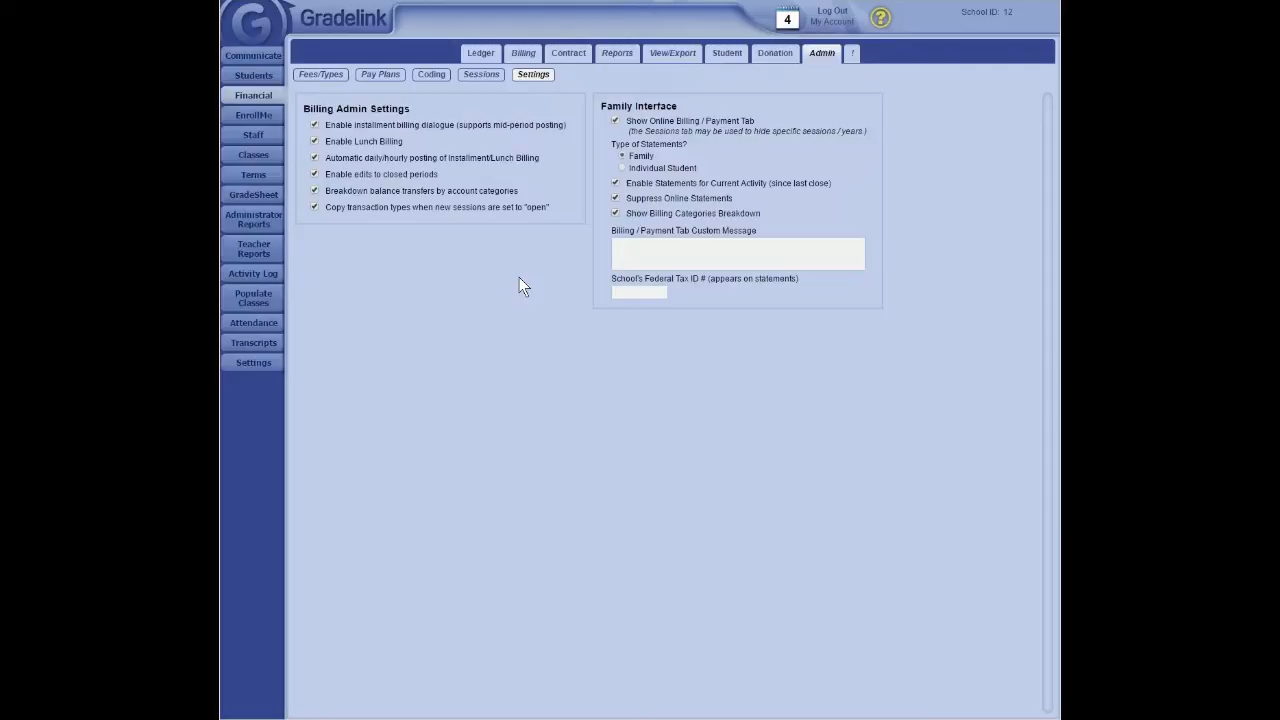 Gradelink
4
Log Out
My Account
?
School ID: 12
Communicate
Students
Financial
EnrollMe
Staff
Classes
Terms
GradeSheet
Administrator
Reports
Teacher
Reports
Activity Log
Populate
Classes
Attendance
Transcripts
Settings
Ledger Billing Contract Reports View/Export Student Donation Admin !
Fees/Types Pay Plans Coding Sessions Settings
Billing Admin Settings
Enable installment billing dialogue (supports mid-period posting)
Enable Lunch Billing
Automatic daily/hourly posting of Installment/Lunch Billing
Enable edits to closed periods
Breakdown balance transfers by account categories
Copy transaction types when new sessions are set to "open"
Family Interface
Show Online Billing / Payment Tab
(the Sessions tab may be used to hide specific sessions / years )
Type of Statements?
Family
Individual Student
Enable Statements for Current Activity (since last close)
Suppress Online Statements
Show Billing Categories Breakdown
Billing / Payment Tab Custom Message
School's Federal Tax ID # (appears on statements)